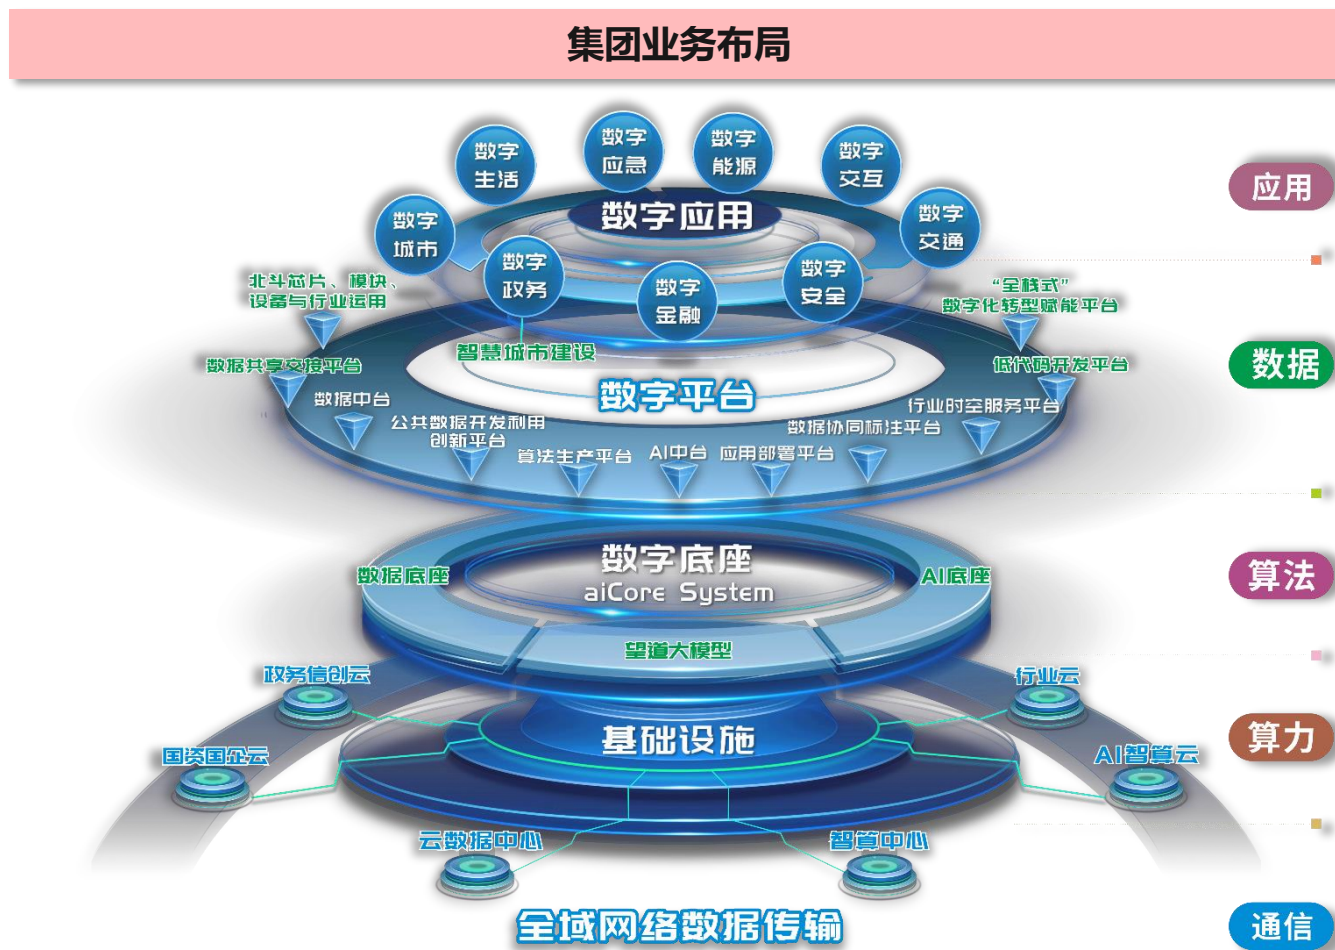 集团业务布局
数字
应急
数字
能源
数字
生活
数字
交互
应用
数字应用
数字
城市
数字
交通
数字
政务
数字
金融
数字
安全
北斗芯片、模块、
设备与行业运用
“全栈式”
数字化转型赋能平台
智慧城市建设
数据共享交接平台
低代码开发平台
数据
数字平台
数据中台
行业时空服务平台
公共数据开发利用
创新平台
数据协同标注平台
算法生产平台
AI中台
应用部署平台
数字底座
aiCore System
数据底座
AI底座
算法
望道大模型
政务信创云
行业云
基础设施
算力
国资国企云
AI智算云
云数据中心
智算中心
全域网络数据传输
通信